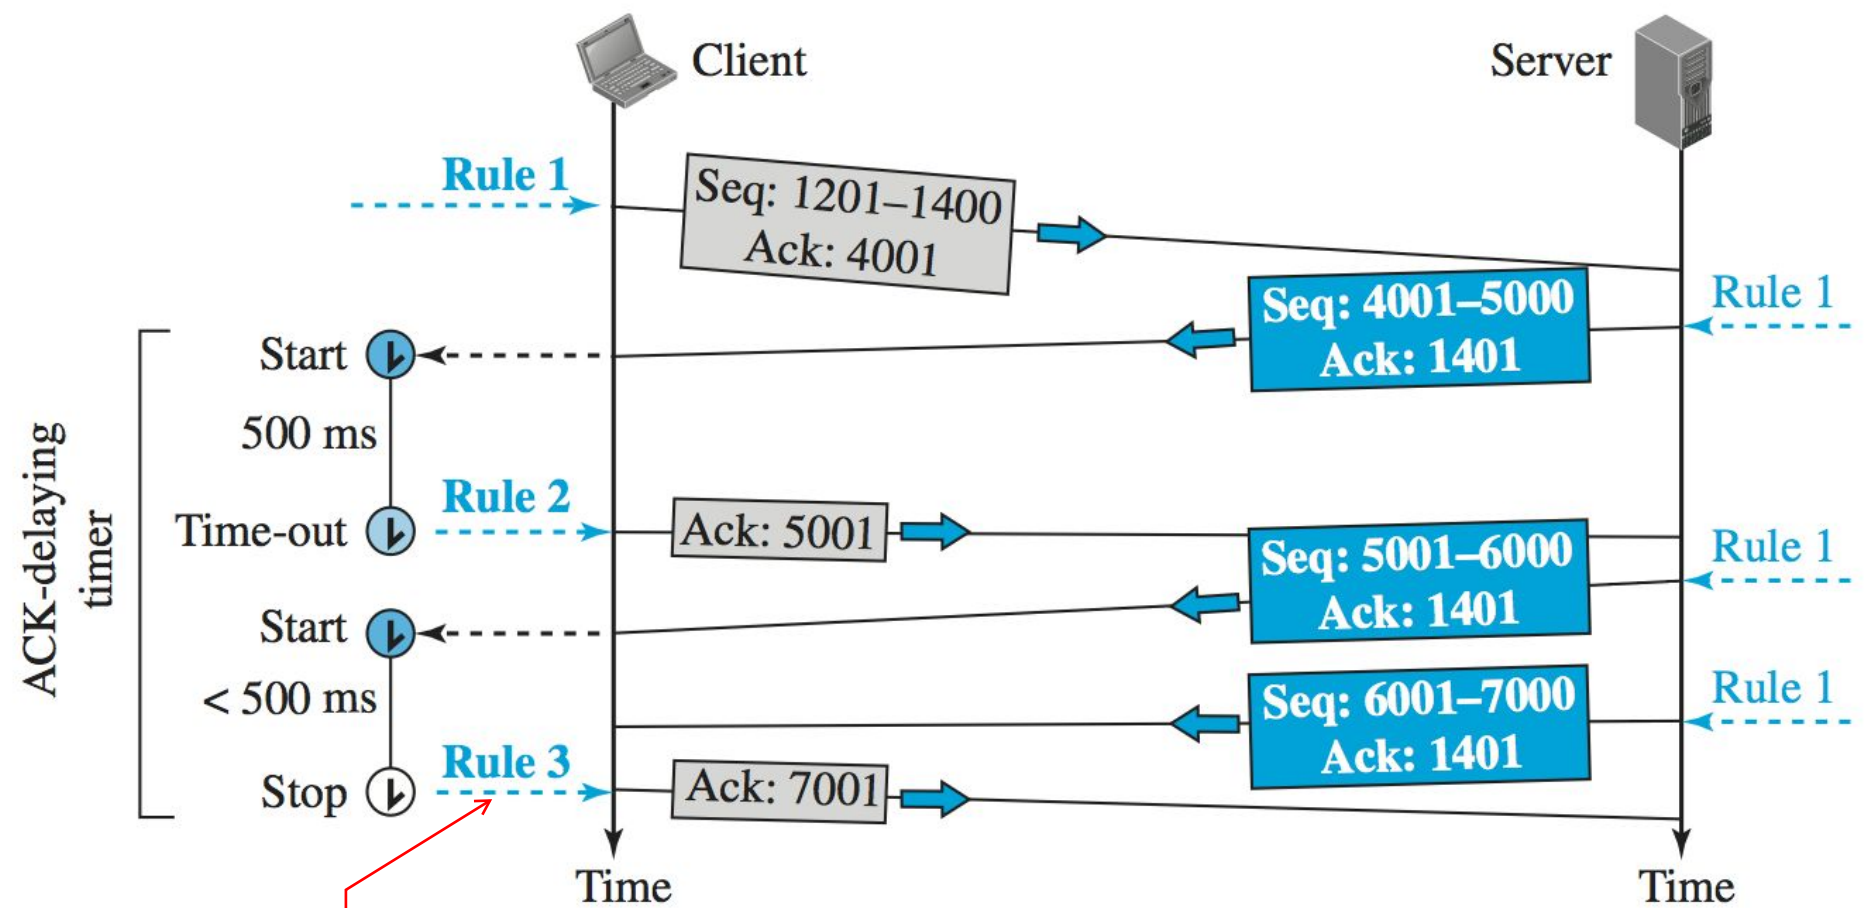 Client
Server
Rule 1
Seq: 1201–1400
Ack: 4001
Rule 1
Seq: 4001–5000
Ack: 1401
Start
500 ms
Time-out
Rule 2
Ack: 5001
Rule 1
Seq: 5001–6000
Ack: 1401
Start
< 500 ms
Rule 1
Seq: 6001–7000
Ack: 1401
Stop
Rule 3
Ack: 7001
ACK-delaying
timer
Time
Time